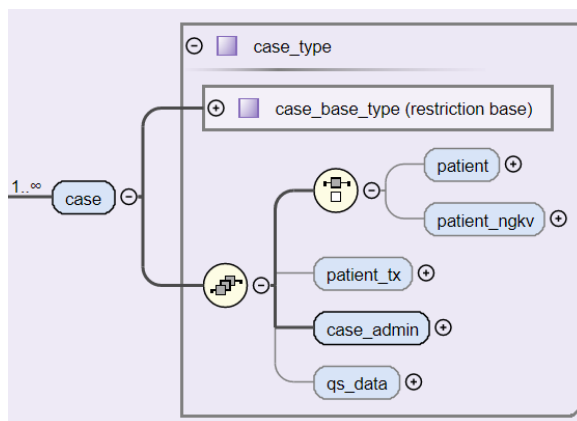 case_type
case_base_type (restriction base)
1..∞
case
patient
patient_ngkv
patient_tx
case_admin
qs_data